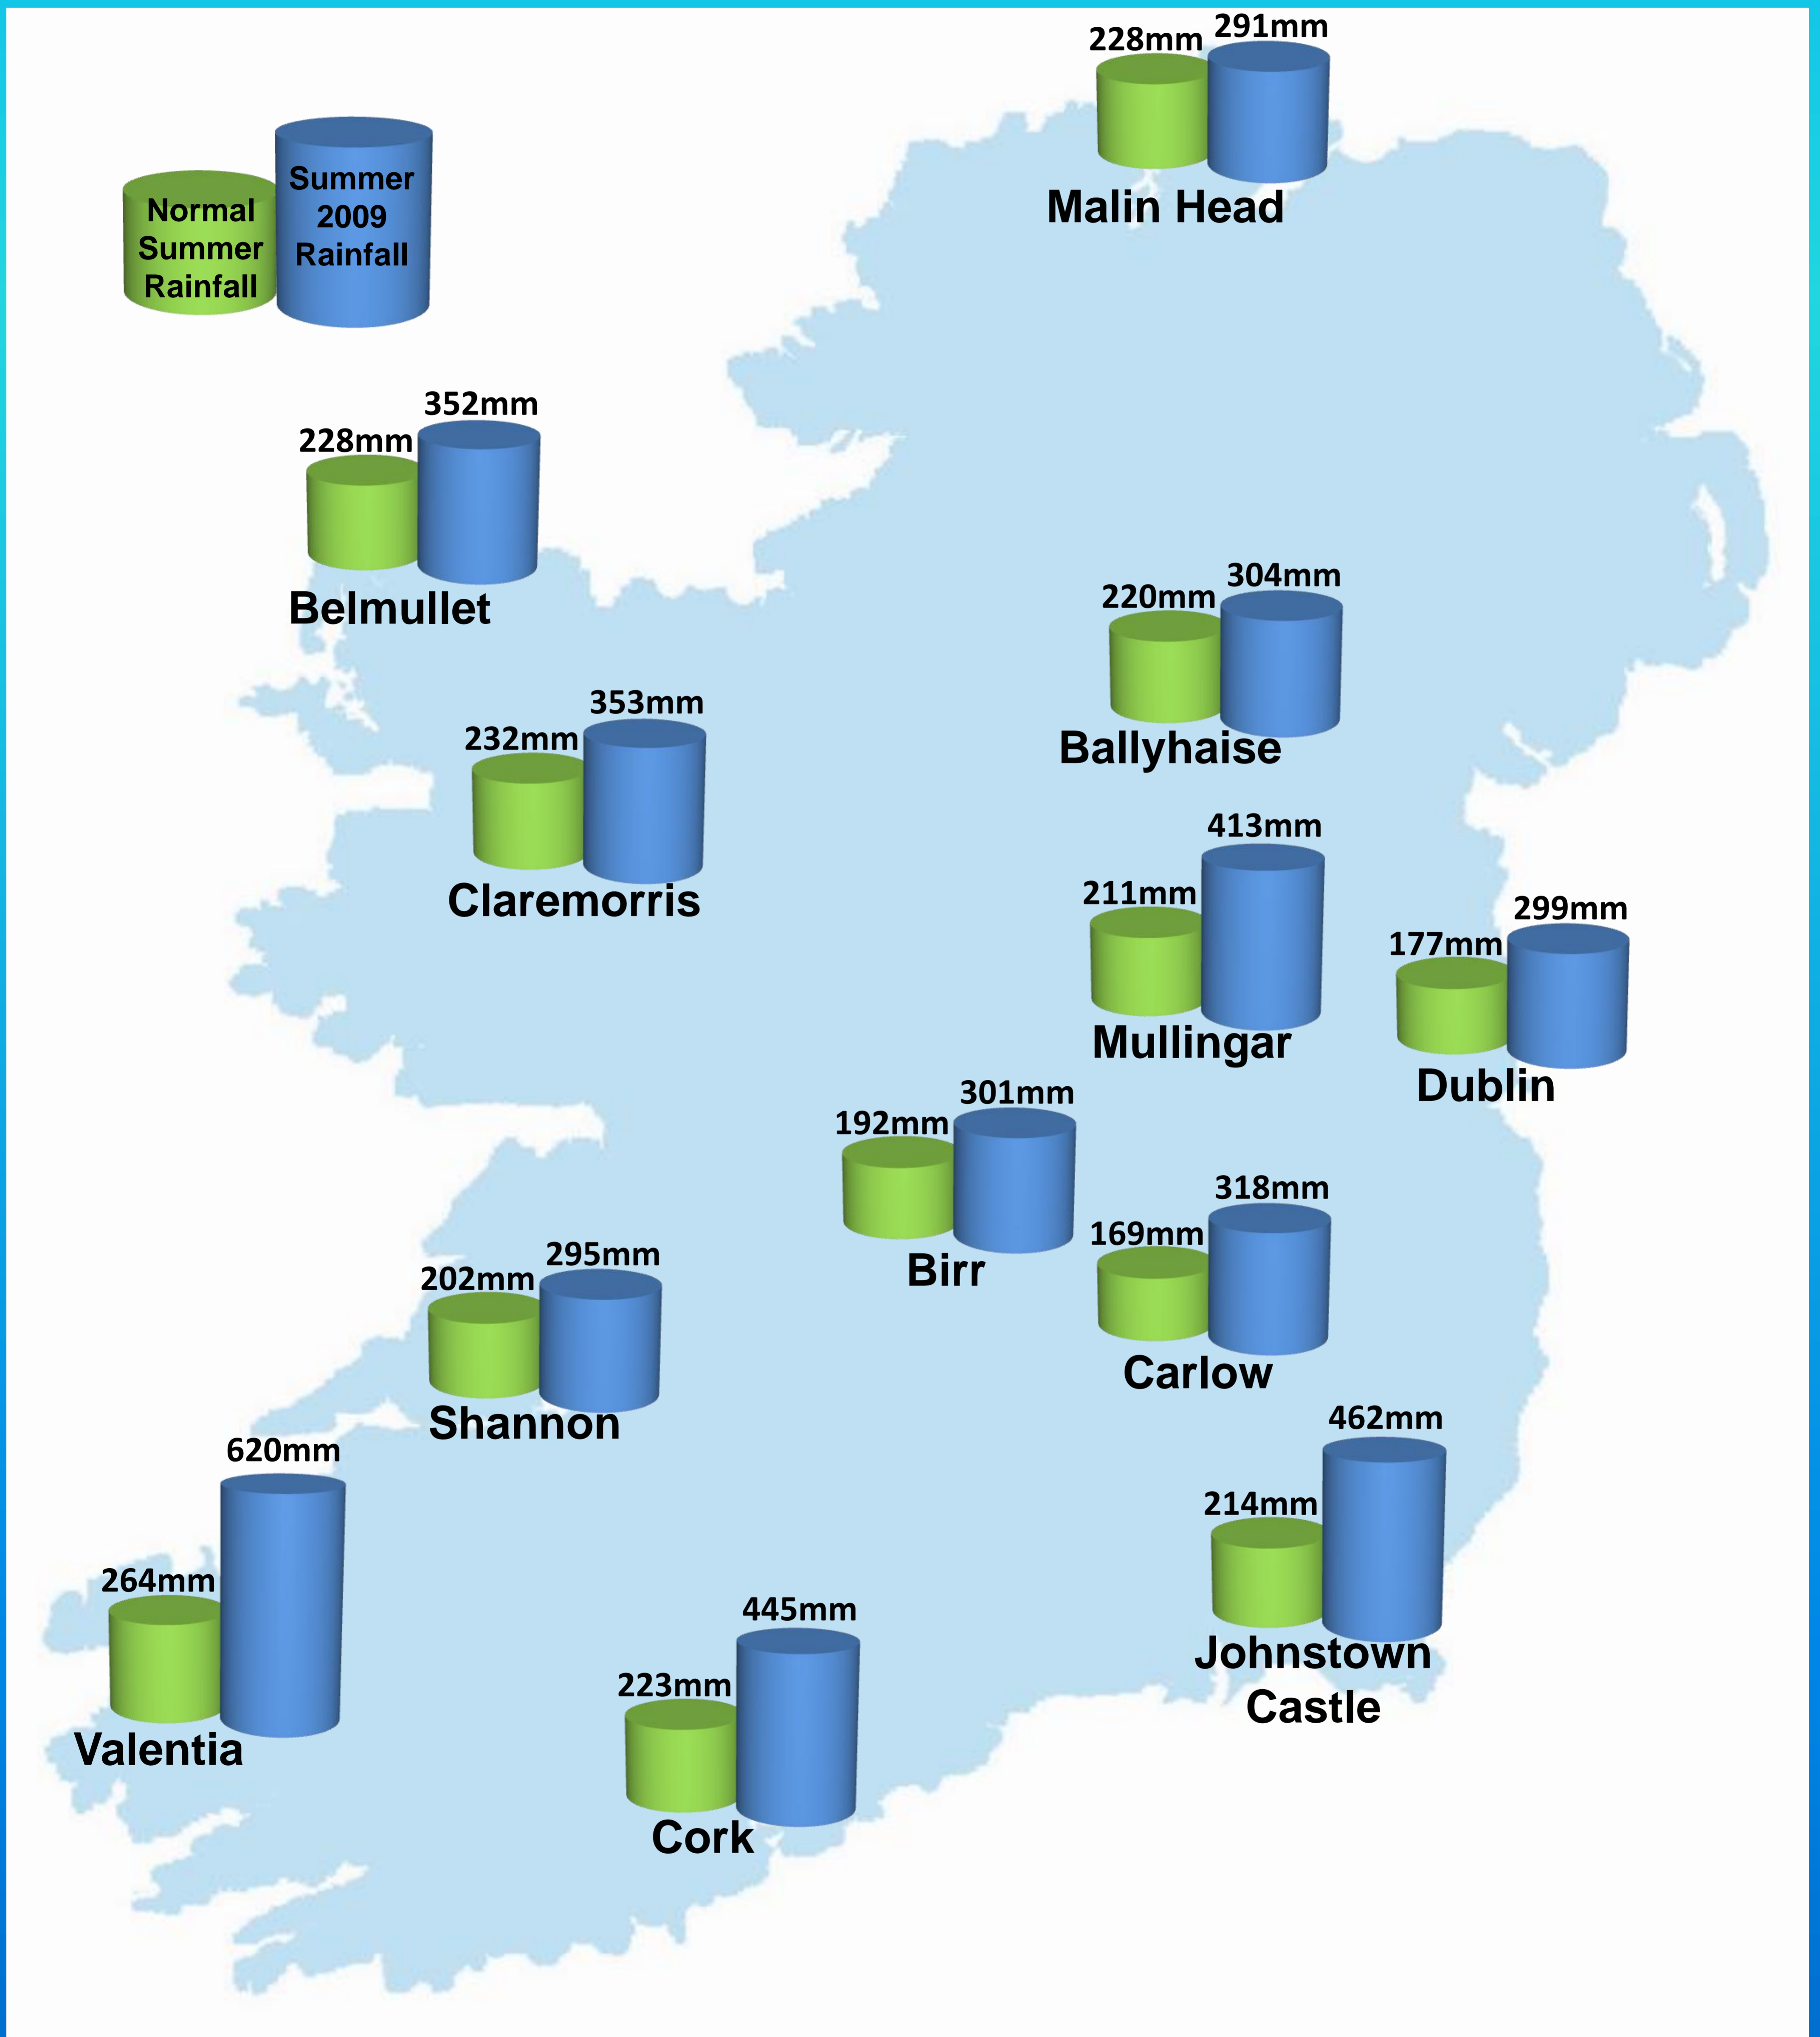 228mm
291mm
Malin Head
Normal
Summer
Rainfall
Summer
2009
Rainfall
228mm
352mm
Belmullet
220mm
304mm
Ballyhaise
232mm
353mm
Claremorris
211mm
413mm
Mullingar
177mm
299mm
Dublin
192mm
301mm
Birr
169mm
318mm
Carlow
202mm
295mm
Shannon
214mm
462mm
Johnstown
Castle
264mm
620mm
Valentia
223mm
445mm
Cork